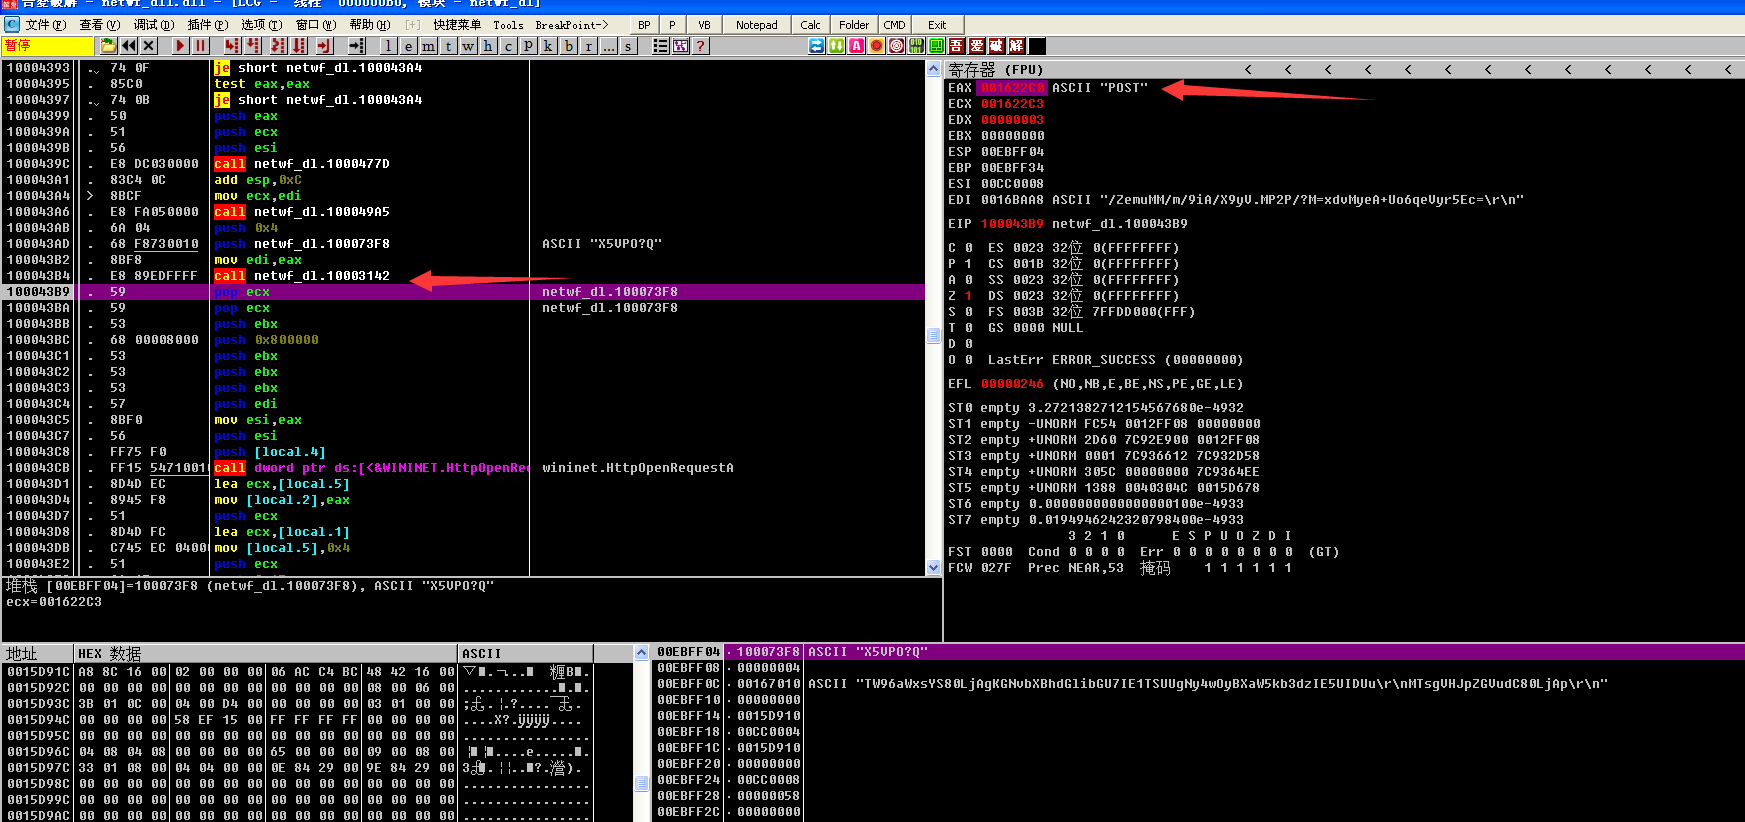 吾爱破解 - netwf_dll.dll - [LCG - 线程 000000B0, 模块 - netwf_dl]
文件(F) 查看(V) 调试(D) 插件(P) 选项(T) 窗口(W) 帮助(H) [+] 快捷菜单 Tools BreakPoint-> BP P VB Notepad Calc Folder CMD Exit
暂停 l e m t w h c p k b r ... s ? 吾 爱 破 解
10004393 . 74 0F je short netwf_dl.100043A4
10004395 . 85C0 test eax,eax
10004397 . 74 0B je short netwf_dl.100043A4
10004399 . 50 push eax
1000439A . 51 push ecx
1000439B . 56 push esi
1000439C . E8 DC030000 call netwf_dl.1000477D
100043A1 . 83C4 0C add esp,0xC
100043A4 > 8BCF mov ecx,edi
100043A6 . E8 FA050000 call netwf_dl.100049A5
100043AB . 6A 04 push 0x4
100043AD . 68 F8730010 push netwf_dl.100073F8 ASCII "X5VPO?Q"
100043B2 . 8BF8 mov edi,eax
100043B4 . E8 89EDFFFF call netwf_dl.10003142
100043B9 . 59 pop ecx netwf_dl.100073F8
100043BA . 59 pop ecx netwf_dl.100073F8
100043BB . 53 push ebx
100043BC . 68 00008000 push 0x800000
100043C1 . 53 push ebx
100043C2 . 53 push ebx
100043C3 . 53 push ebx
100043C4 . 57 push edi
100043C5 . 8BF0 mov esi,eax
100043C7 . 56 push esi
100043C8 . FF75 F0 push [local.4]
100043CB . FF15 54710010 call dword ptr ds:[<&WININET.HttpOpenRe wininet.HttpOpenRequestA
100043D1 . 8D4D EC lea ecx,[local.5]
100043D4 . 8945 F8 mov [local.2],eax
100043D7 . 51 push ecx
100043D8 . 8D4D FC lea ecx,[local.1]
100043DB . C745 EC 0400 mov [local.5],0x4
100043E2 . 51 push ecx
堆栈 [00EBFF04]=100073F8 (netwf_dl.100073F8), ASCII "X5VPO?Q"
ecx=001622C3
寄存器 (FPU) < < < < < < < < < < < < <
EAX 001622C0 ASCII "POST"
ECX 001622C3
EDX 00000003
EBX 00000000
ESP 00EBFF04
EBP 00EBFF34
ESI 00CC0008
EDI 0016BAA8 ASCII "/ZemuMM/m/9iA/X9yV.MP2P/?M=xdvMyeA+Uo6qeVyr5Ec=\r\n"
EIP 100043B9 netwf_dl.100043B9
C 0 ES 0023 32位 0(FFFFFFFF)
P 1 CS 001B 32位 0(FFFFFFFF)
A 0 SS 0023 32位 0(FFFFFFFF)
Z 1 DS 0023 32位 0(FFFFFFFF)
S 0 FS 003B 32位 7FFDD000(FFF)
T 0 GS 0000 NULL
D 0
O 0 LastErr ERROR_SUCCESS (00000000)
EFL 00000246 (NO,NB,E,BE,NS,PE,GE,LE)
ST0 empty 3.2721382712154567680e-4932
ST1 empty -UNORM FC54 0012FF08 00000000
ST2 empty +UNORM 2D60 7C92E900 0012FF08
ST3 empty +UNORM 0001 7C936612 7C932D58
ST4 empty +UNORM 305C 00000000 7C9364EE
ST5 empty +UNORM 1388 0040304C 0015D678
ST6 empty 0.0000000000000000100e-4933
ST7 empty 0.0194946242320798400e-4933
3 2 1 0 E S P U O Z D I
FST 0000 Cond 0 0 0 0 Err 0 0 0 0 0 0 0 0 (GT)
FCW 027F Prec NEAR,53 掩码 1 1 1 1 1 1
地址 HEX 数据 ASCII
0015D91C A8 8C 16 00 02 00 00 00 06 AC C4 BC 48 42 16 00
0015D92C 00 00 00 00 00 00 00 00 00 00 00 00 08 00 06 00
0015D93C 3B 01 0C 00 04 00 D4 00 00 00 00 00 03 01 00 00
0015D94C 00 00 00 00 58 EF 15 00 FF FF FF FF 00 00 00 00 ....X?.ÿÿÿÿ....
0015D95C 00 00 00 00 00 00 00 00 00 00 00 00 00 00 00 00 ................
0015D96C 04 08 04 08 00 00 00 00 65 00 00 00 09 00 08 00
0015D97C 33 01 08 00 04 04 00 00 0E 84 29 00 9E 84 29 00
0015D98C 00 00 00 00 00 00 00 00 00 00 00 00 00 00 00 00 ................
0015D99C 00 00 00 00 00 00 00 00 00 00 00 00 00 00 00 00 ................
0015D9AC 00 00 00 00 00 00 00 00 00 00 00 00 00 00 00 00 ................
00EBFF04 100073F8 ASCII "X5VPO?Q"
00EBFF08 00000004
00EBFF0C 00167010 ASCII "TW96aWxsYS80LjAgKGNvbXBhdGlibGU7IE1TSUUgNy4wOyBXaW5kb3dzIE5UIDUu\r\nMTsgVHJpZGVudC80LjAp\r\n"
00EBFF10 00000000
00EBFF14 0015D910
00EBFF18 00CC0004
00EBFF1C 0015D910
00EBFF20 00000000
00EBFF24 00CC0008
00EBFF28 00000058
00EBFF2C 00000000